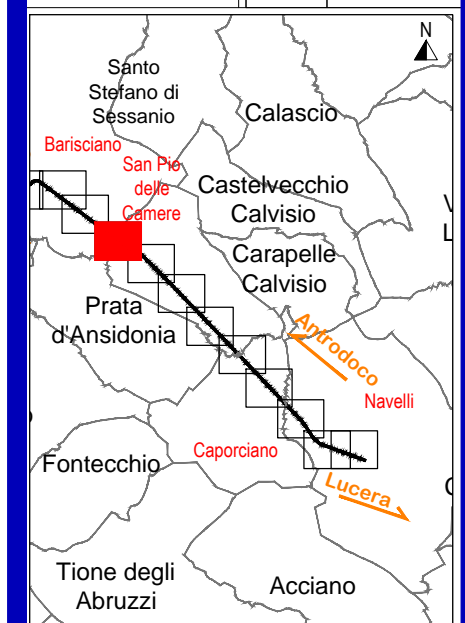 N
Santo
Stefano di
Sessanio
Calascio
Barisciano
San Pio
delle
Camere
Castelvecchio
Calvisio
Carapelle
Calvisio
Prata
d'Ansidonia
Antrodoco
Navelli
Caporciano
Fontecchio
Lucera
Tione degli
Abruzzi
Acciano